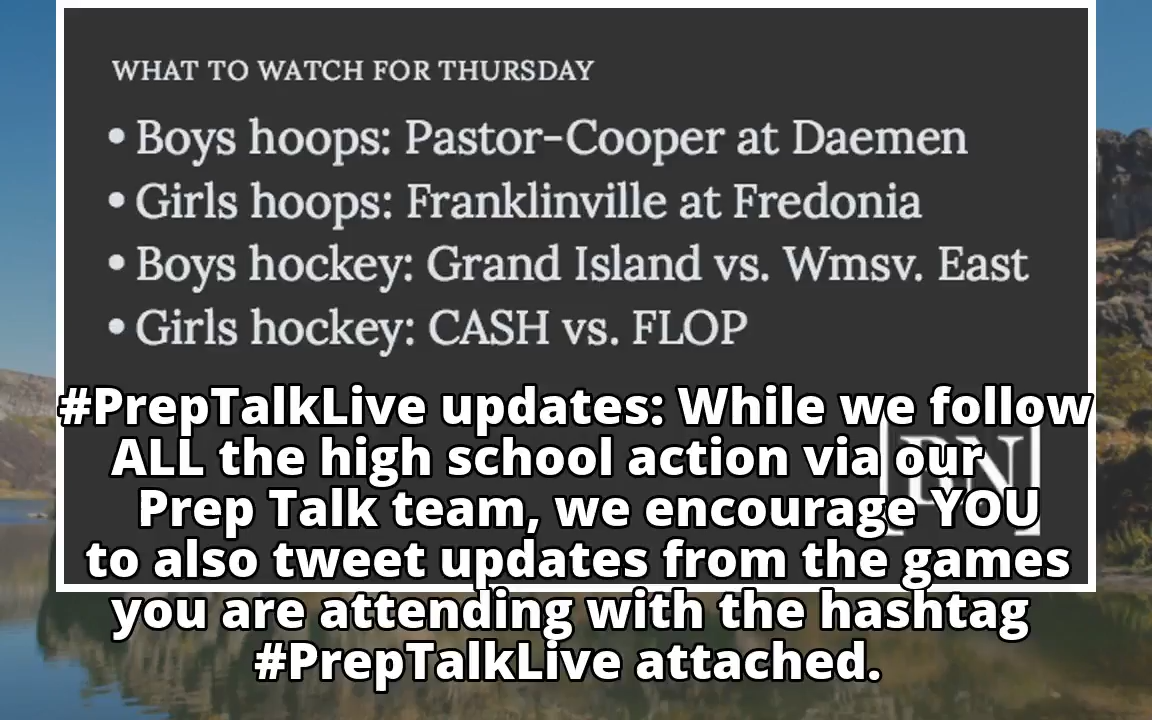 WHAT TO WATCH FOR THURSDAY
• Boys hoops: Pastor-Cooper at Daemen
• Girls hoops: Franklinville at Fredonia
• Boys hockey: Grand Island vs. Wmsv. East
• Girls hockey: CASH vs. FLOP
#PrepTalkLive updates: While we follow
ALL the high school action via our
Prep Talk team, we encourage YOU
to also tweet updates from the games
you are attending with the hashtag
#PrepTalkLive attached.
BN